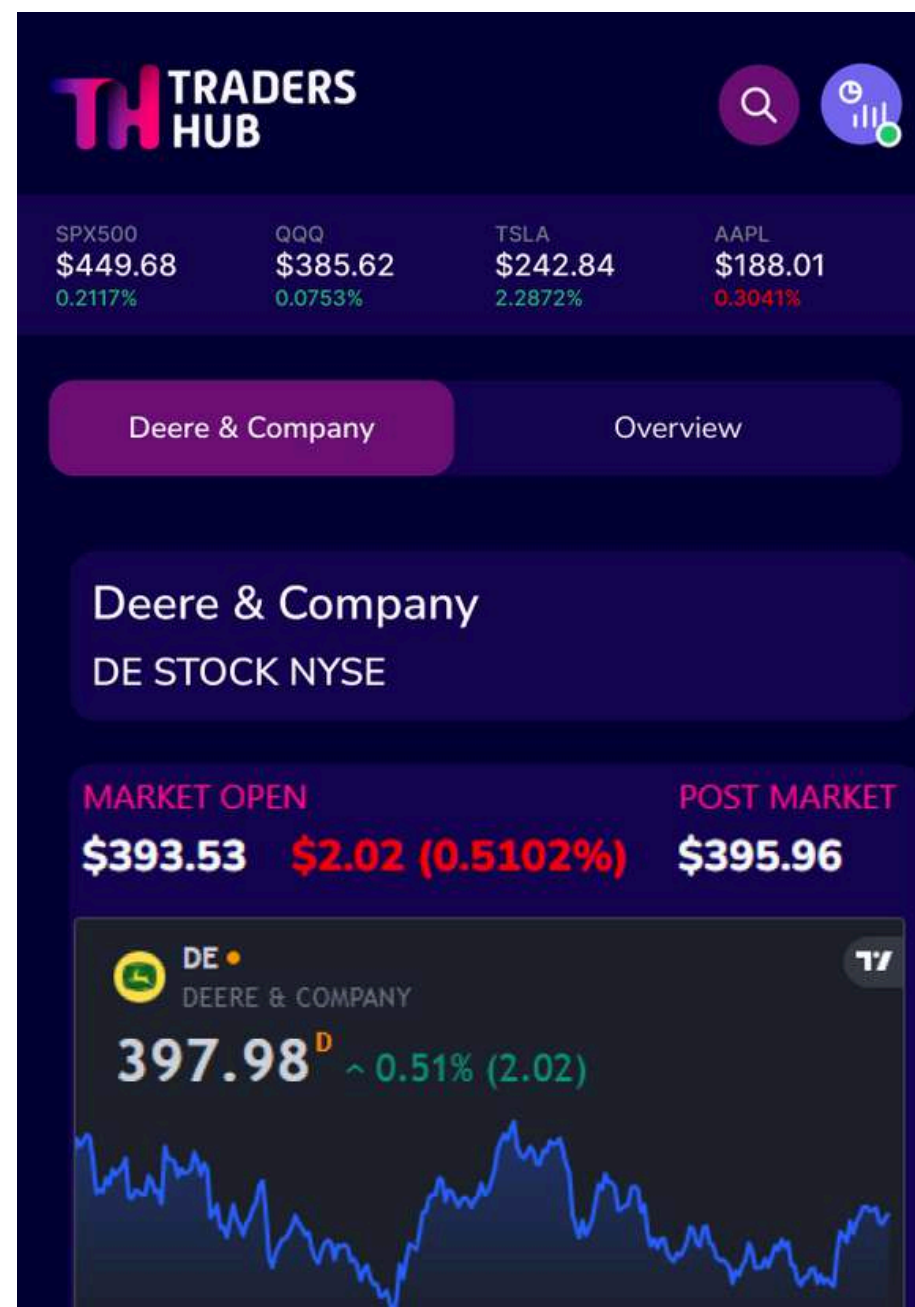 TRADERS
HUB
SPX500 QQQ TSLA AAPL
$449.68 $385.62 $242.84 $188.01
0.2117% 0.0753% 2.2872% 0.3041%
Deere & Company Overview
Deere & Company
DE STOCK NYSE
MARKET OPEN POST MARKET
$393.53 $2.02 (0.5102%) $395.96
DE
DEERE & COMPANY
397.98 D 0.51% (2.02)